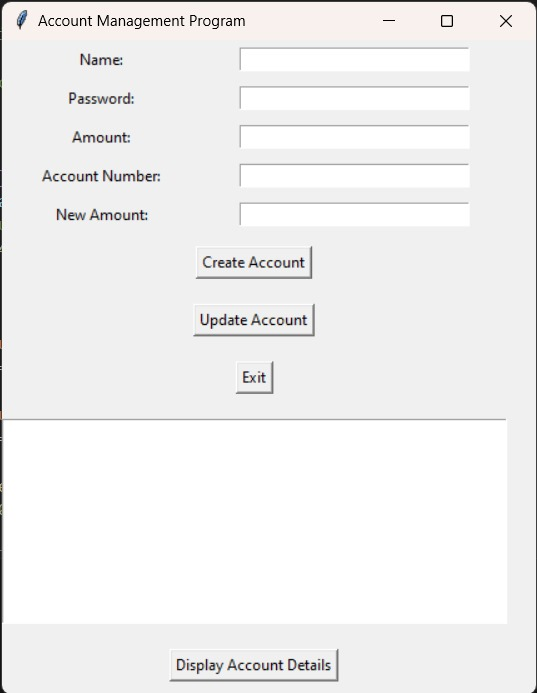 Account Management Program
Name:
Password:
Amount:
Account Number:
New Amount:
Create Account
Update Account
Exit
Display Account Details